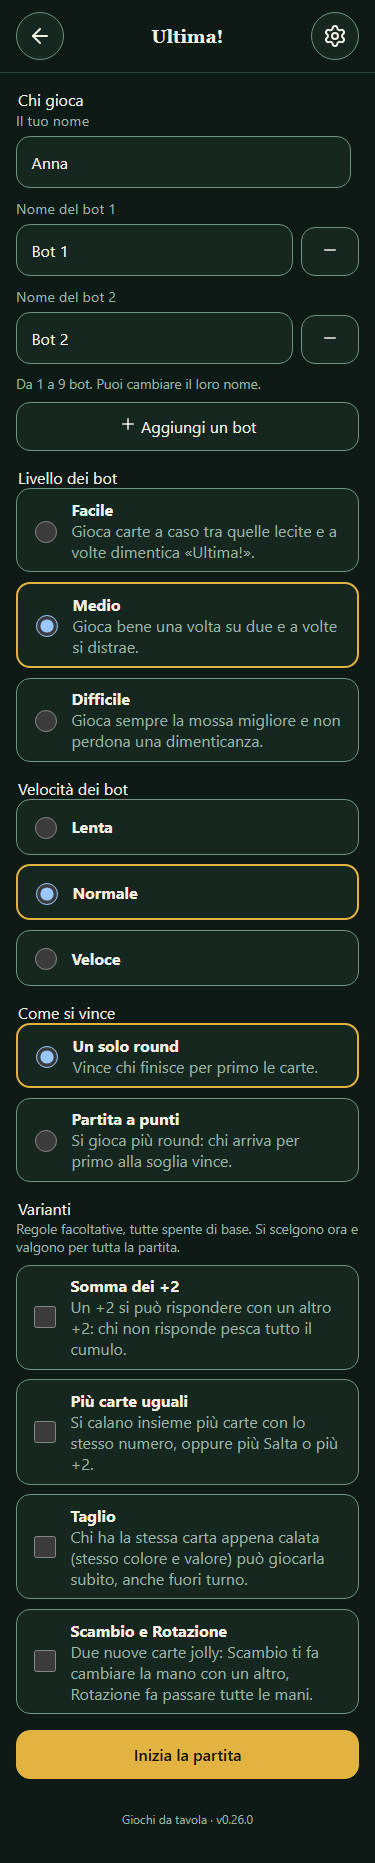 Ultima!
Chi gioca
Il tuo nome
Anna
Nome del bot 1
Bot 1
Nome del bot 2
Bot 2
Da 1 a 9 bot. Puoi cambiare il loro nome.
+ Aggiungi un bot
Livello dei bot
Facile
Gioca carte a caso tra quelle lecite e a
volte dimentica «Ultima!».
Medio
Gioca bene una volta su due e a volte
si distrae.
Difficile
Gioca sempre la mossa migliore e non
perdona una dimenticanza.
Velocità dei bot
Lenta
Normale
Veloce
Come si vince
Un solo round
Vince chi finisce per primo le carte.
Partita a punti
Si gioca più round: chi arriva per
primo alla soglia vince.
Varianti
Regole facoltative, tutte spente di base. Si scelgono ora e
valgono per tutta la partita.
Somma dei +2
Un +2 si può rispondere con un altro
+2: chi non risponde pesca tutto il
cumulo.
Più carte uguali
Si calano insieme più carte con lo
stesso numero, oppure più Salta o più
+2.
Taglio
Chi ha la stessa carta appena calata
(stesso colore e valore) può giocarla
subito, anche fuori turno.
Scambio e Rotazione
Due nuove carte jolly: Scambio ti fa
cambiare la mano con un altro,
Rotazione fa passare tutte le mani.
Inizia la partita
Giochi da tavola · v0.26.0